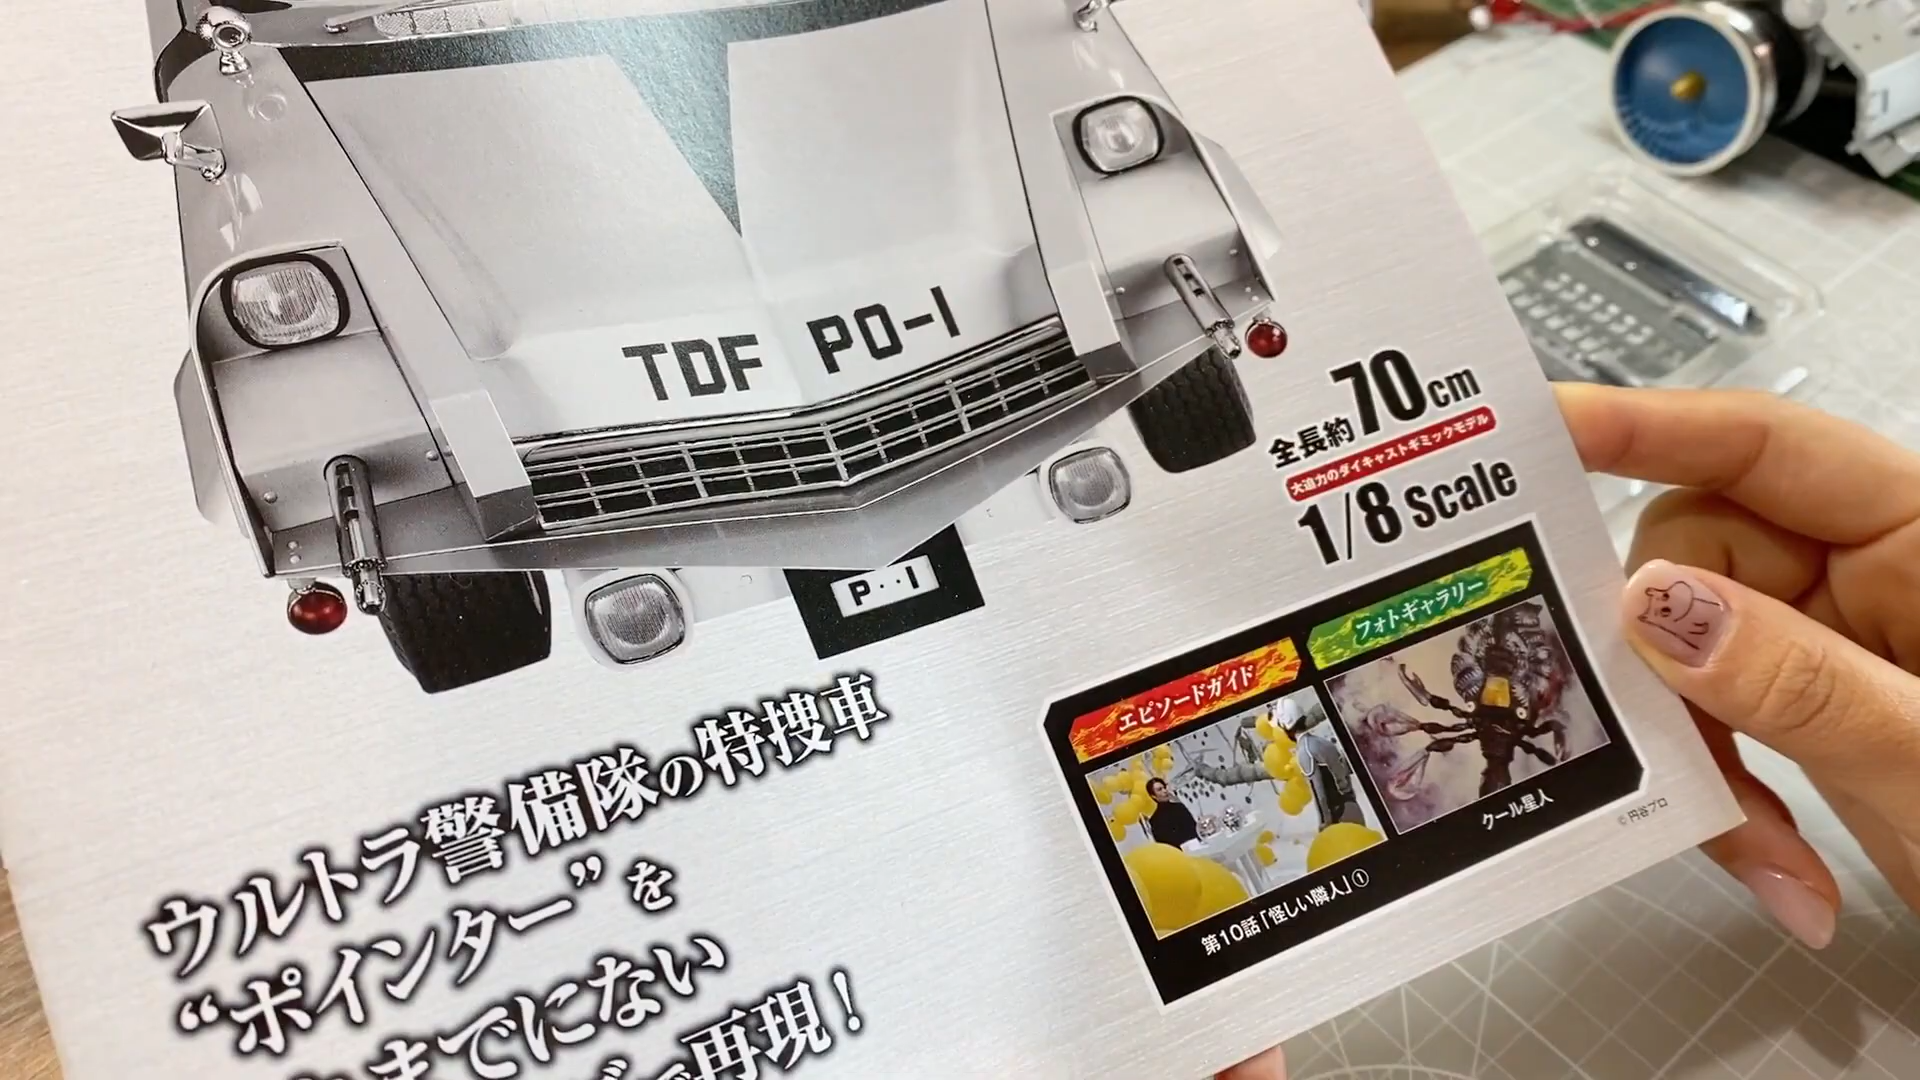 TDF PO-1
P··1
全長約70cm
大迫力のダイキャストギミックモデル
1/8 scale
ウルトラ警備隊の特捜車
“ポインター”を
までにない
で再現！
エピソードガイド
フォトギャラリー
第10話「怪しい隣人」①
クール星人
©円谷プロ